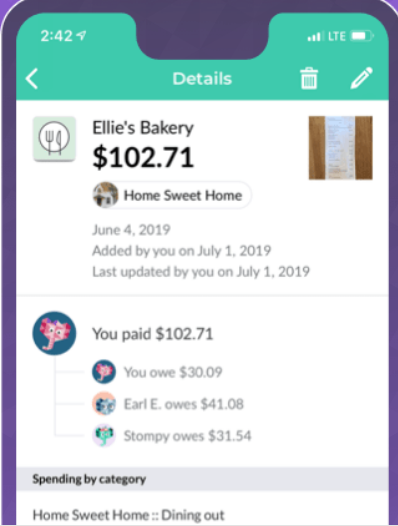 2:42
LTE
Details
Ellie's Bakery
$102.71
Home Sweet Home
June 4, 2019
Added by you on July 1, 2019
Last updated by you on July 1, 2019
You paid $102.71
You owe $30.09
Earl E. owes $41.08
Stompy owes $31.54
Spending by category
Home Sweet Home :: Dining out